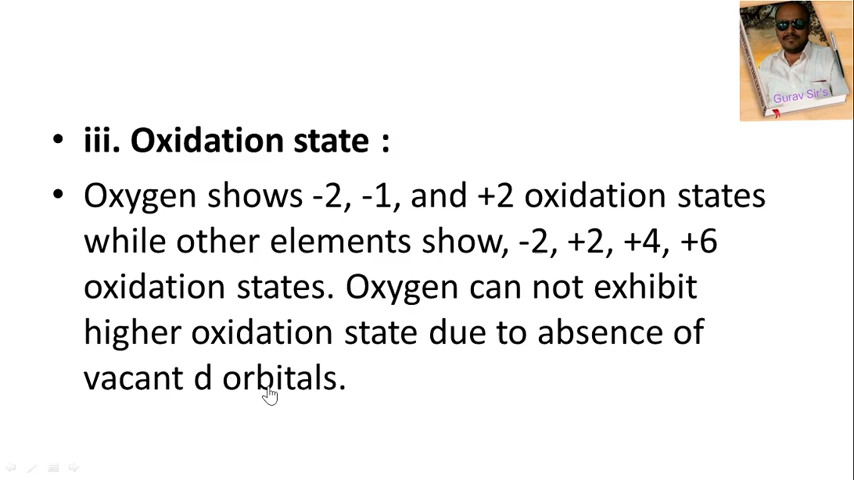 • iii. Oxidation state :
• Oxygen shows -2, -1, and +2 oxidation states
while other elements show, -2, +2, +4, +6
oxidation states. Oxygen can not exhibit
higher oxidation state due to absence of
vacant d orbitals.
Gurav Sir's